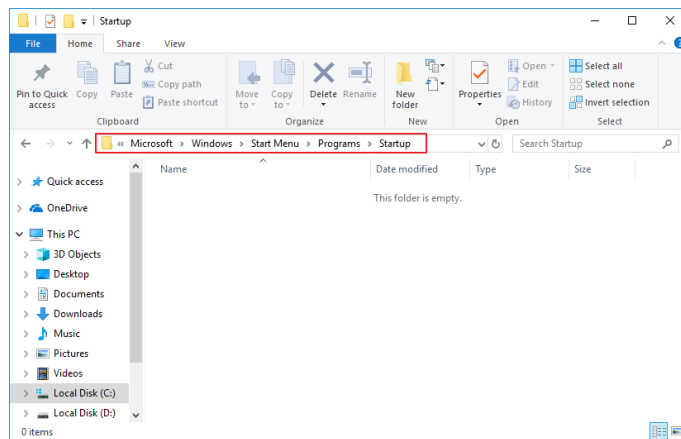 Startup
File Home Share View
Pin to Quick access
Copy
Paste
Cut
Copy path
Paste shortcut
Clipboard
Move to
Copy to
Delete
Rename
Organize
New folder
New
Properties
Open
Edit
History
Open
Select all
Select none
Invert selection
Select
« Microsoft › Windows › Start Menu › Programs › Startup
Search Startup
Name Date modified Type Size
This folder is empty.
Quick access
OneDrive
This PC
3D Objects
Desktop
Documents
Downloads
Music
Pictures
Videos
Local Disk (C:)
Local Disk (D:)
0 items